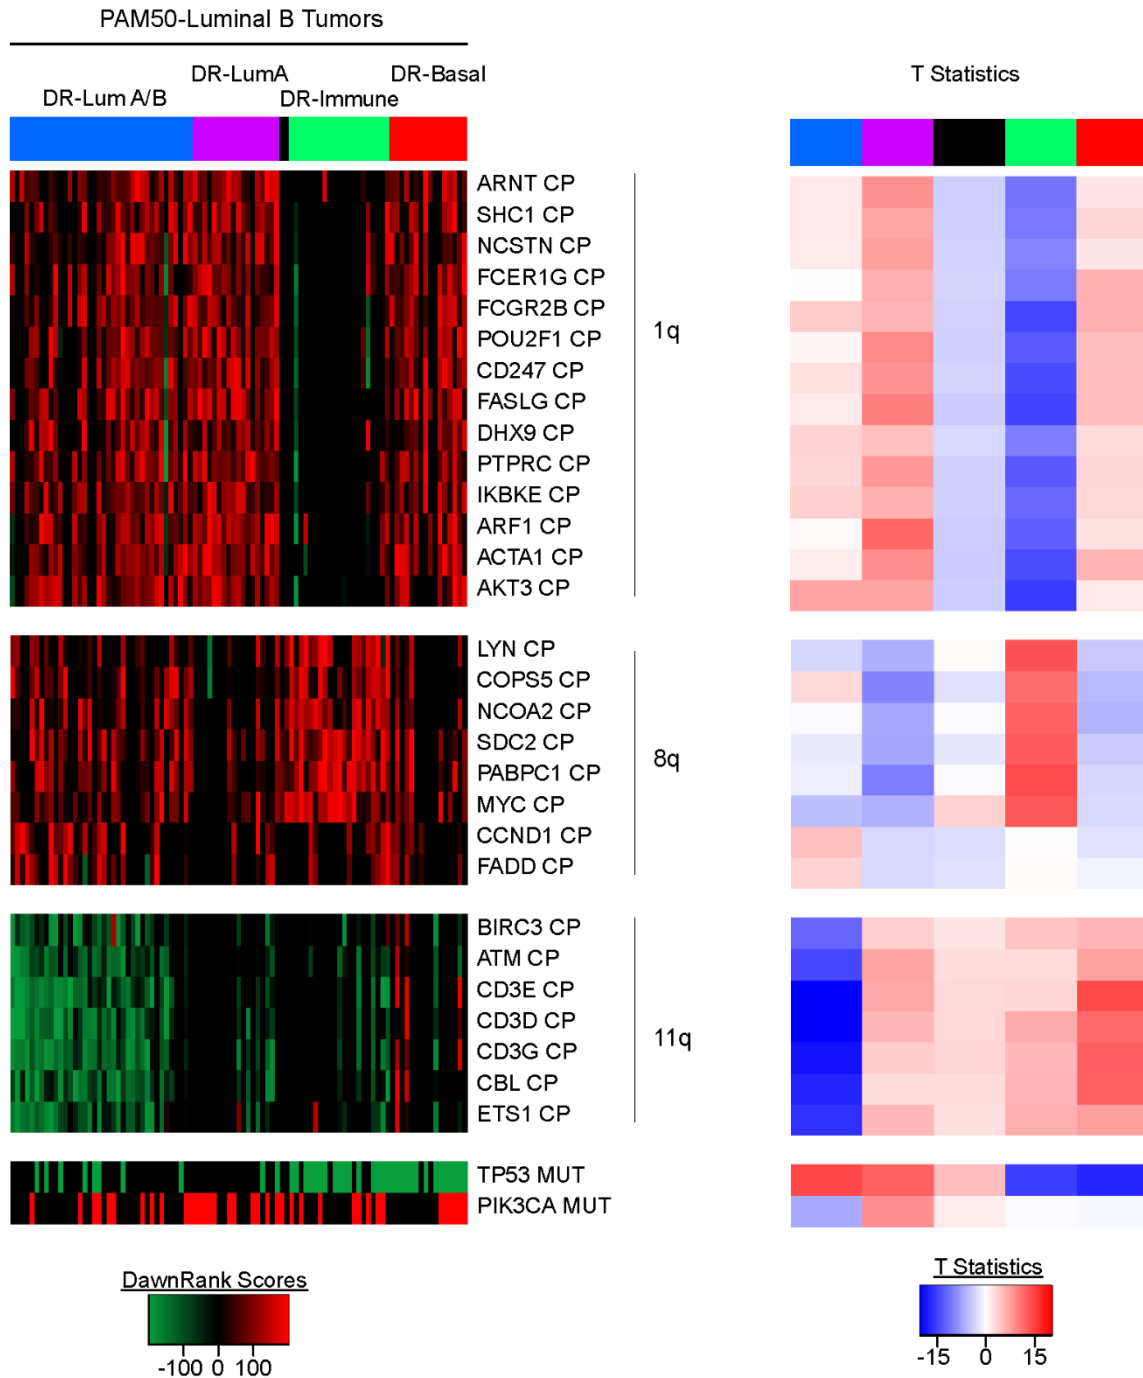 PAM50-Luminal B Tumors
DR-LumA
DR-Basal
DR-Lum A/B
DR-Immune
T Statistics
ARNT CP
SHC1 CP
NCSTN CP
FCER1G CP
FCGR2B CP
POU2F1 CP
CD247 CP
FASLG CP
DHX9 CP
PTPRC CP
IKBKE CP
ARF1 CP
ACTA1 CP
AKT3 CP
1q
LYN CP
COPS5 CP
NCOA2 CP
SDC2 CP
PABPC1 CP
MYC CP
CCND1 CP
FADD CP
8q
BIRC3 CP
ATM CP
CD3E CP
CD3D CP
CD3G CP
CBL CP
ETS1 CP
11q
TP53 MUT
PIK3CA MUT
DawnRank Scores
-100 0 100
T Statistics
-15 0 15